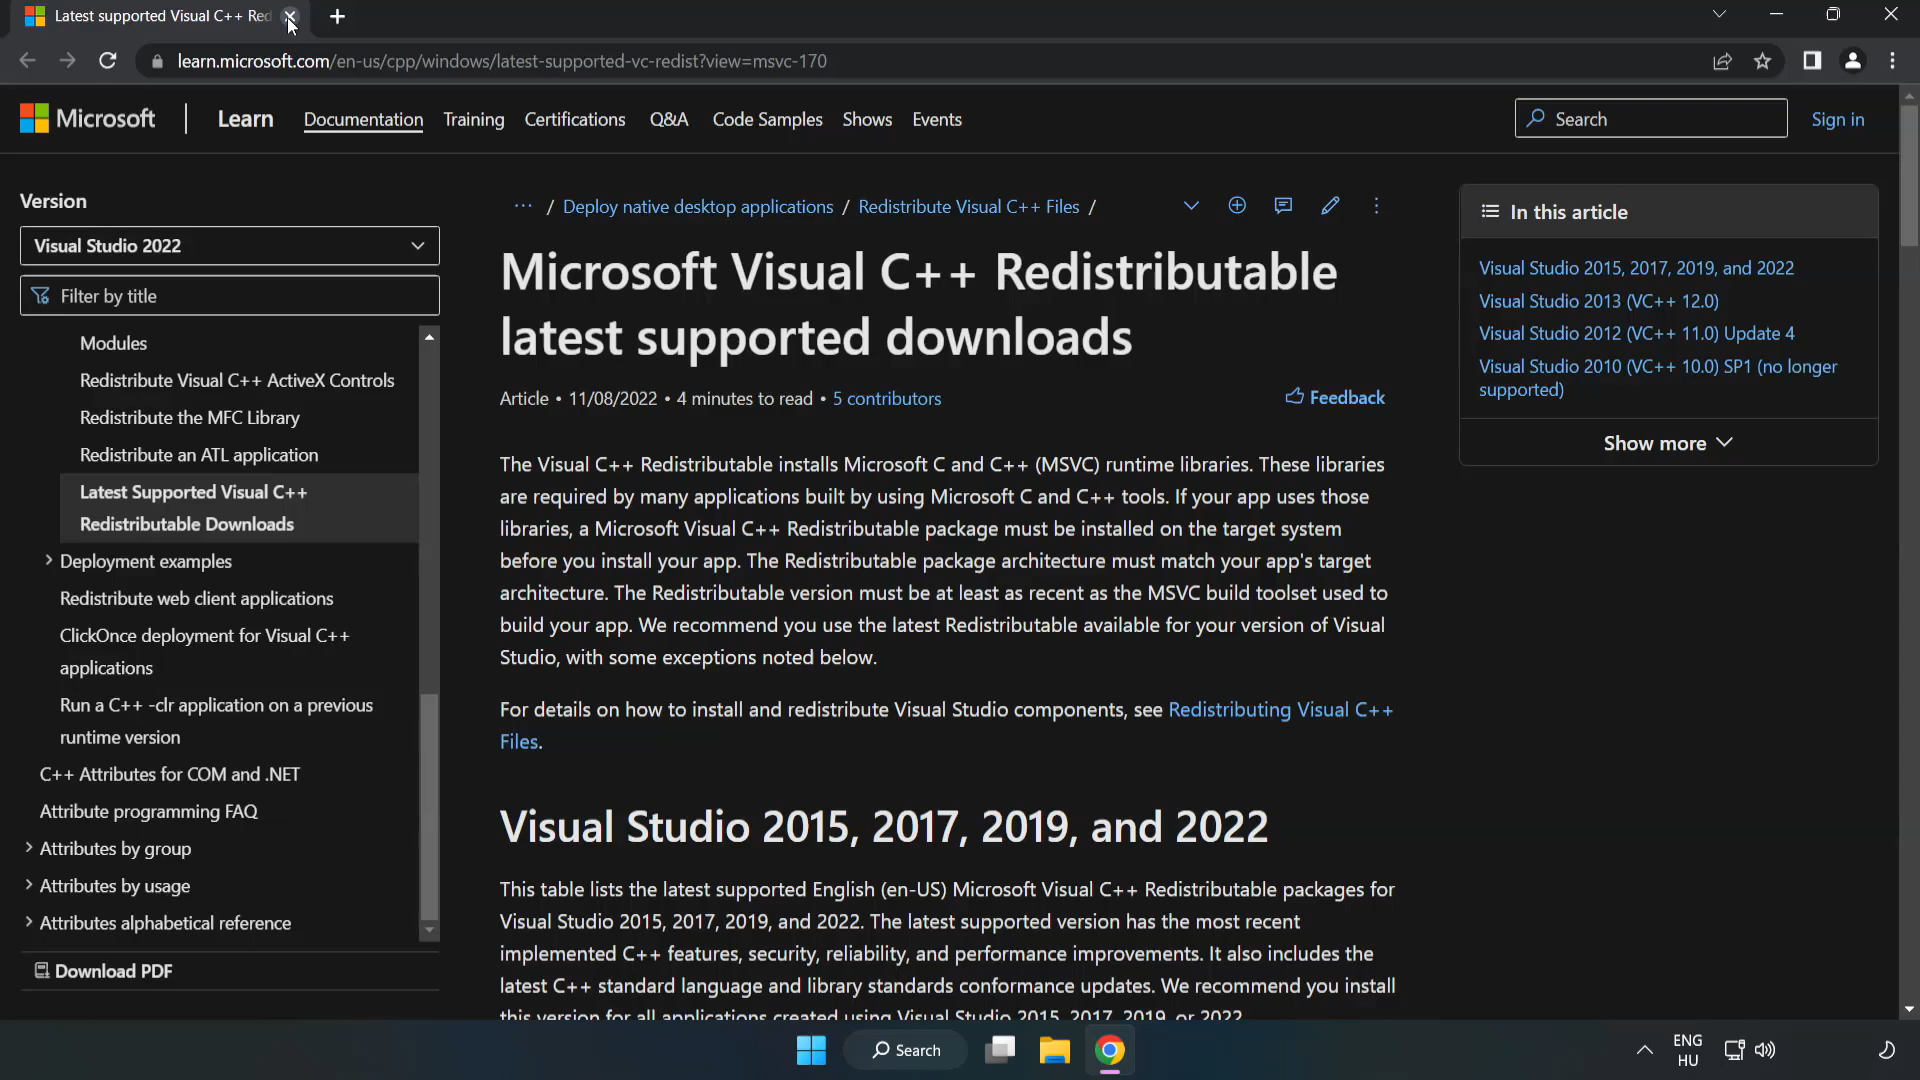 Latest supported Visual C++ Red
learn.microsoft.com/en-us/cpp/windows/latest-supported-vc-redist?view=msvc-170
Microsoft
Learn
Documentation
Training
Certifications
Q&A
Code Samples
Shows
Events
Search
Sign in
Version
Visual Studio 2022
Filter by title
Modules
Redistribute Visual C++ ActiveX Controls
Redistribute the MFC Library
Redistribute an ATL application
Latest Supported Visual C++
Redistributable Downloads
Deployment examples
Redistribute web client applications
ClickOnce deployment for Visual C++
applications
Run a C++ -clr application on a previous
runtime version
C++ Attributes for COM and .NET
Attribute programming FAQ
Attributes by group
Attributes by usage
Attributes alphabetical reference
Download PDF
... / Deploy native desktop applications / Redistribute Visual C++ Files /
Microsoft Visual C++ Redistributable
latest supported downloads
Article • 11/08/2022 • 4 minutes to read • 5 contributors
Feedback
The Visual C++ Redistributable installs Microsoft C and C++ (MSVC) runtime libraries. These libraries
are required by many applications built by using Microsoft C and C++ tools. If your app uses those
libraries, a Microsoft Visual C++ Redistributable package must be installed on the target system
before you install your app. The Redistributable package architecture must match your app's target
architecture. The Redistributable version must be at least as recent as the MSVC build toolset used to
build your app. We recommend you use the latest Redistributable available for your version of Visual
Studio, with some exceptions noted below.
For details on how to install and redistribute Visual Studio components, see Redistributing Visual C++
Files.
Visual Studio 2015, 2017, 2019, and 2022
This table lists the latest supported English (en-US) Microsoft Visual C++ Redistributable packages for
Visual Studio 2015, 2017, 2019, and 2022. The latest supported version has the most recent
implemented C++ features, security, reliability, and performance improvements. It also includes the
latest C++ standard language and library standards conformance updates. We recommend you install
this version for all applications created using Visual Studio 2015, 2017, 2019, or 2022.
In this article
Visual Studio 2015, 2017, 2019, and 2022
Visual Studio 2013 (VC++ 12.0)
Visual Studio 2012 (VC++ 11.0) Update 4
Visual Studio 2010 (VC++ 10.0) SP1 (no longer
supported)
Show more
Search
ENG
HU